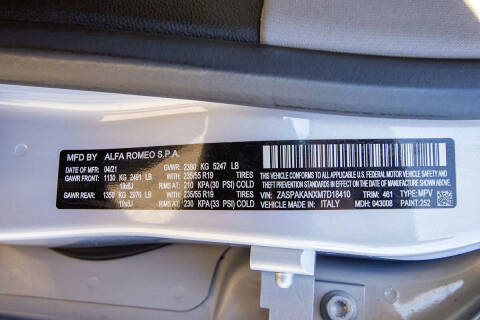 MFD BY ALFA ROMEO S.P.A.
DATE OF MFR: 04/21 GVWR: 2380 KG 5247 LB
GAWR FRONT: 1130 KG 2491 LB WITH 235/55 R19 TIRES
19x8J RIMS AT: 210 KPA(30 PSI) COLD
GAWR REAR: 1350 KG 2976 LB WITH 235/55 R19 TIRES
19x8J RIMS AT: 230 KPA(33 PSI) COLD
THIS VEHICLE CONFORMS TO ALL APPLICABLE U.S.A. FEDERAL MOTOR VEHICLE SAFETY
AND THEFT PREVENTION STANDARDS IN EFFECT ON THE DATE OF MANUFACTURE SHOWN ABOVE.
VIN: ZASPAKANXM7D18410 TRIM: 461 TYPE: MPV
VEHICLE MADE IN: ITALY MDH: 043008 PAINT: 252